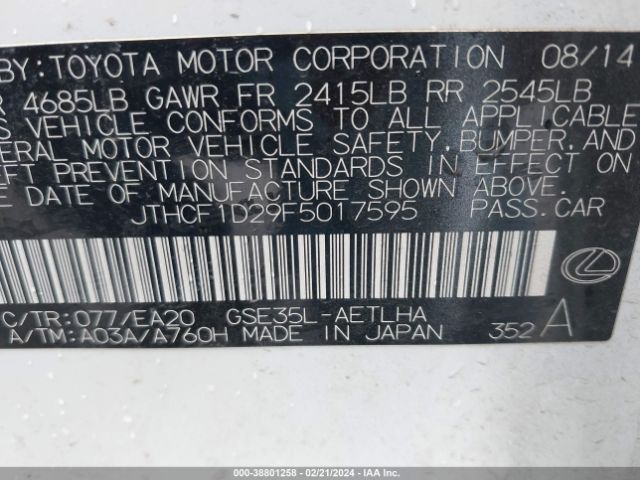 BY: TOYOTA MOTOR CORPORATION 08/14
4685LB GAWR FR 2415LB RR 2545LB
VEHICLE CONFORMS TO ALL APPLICABLE
MOTOR VEHICLE SAFETY, BUMPER, AND
PREVENTION STANDARDS IN EFFECT ON
DATE OF MANUFACTURE SHOWN ABOVE.
JTHCF1D29F5017595 PASS.CAR
C/TR:077/EA20 GSE35L-AETLHA
A/TM:A03A/A760H MADE IN JAPAN 352 A
000-38801258 - 02/21/2024 - IAA Inc.